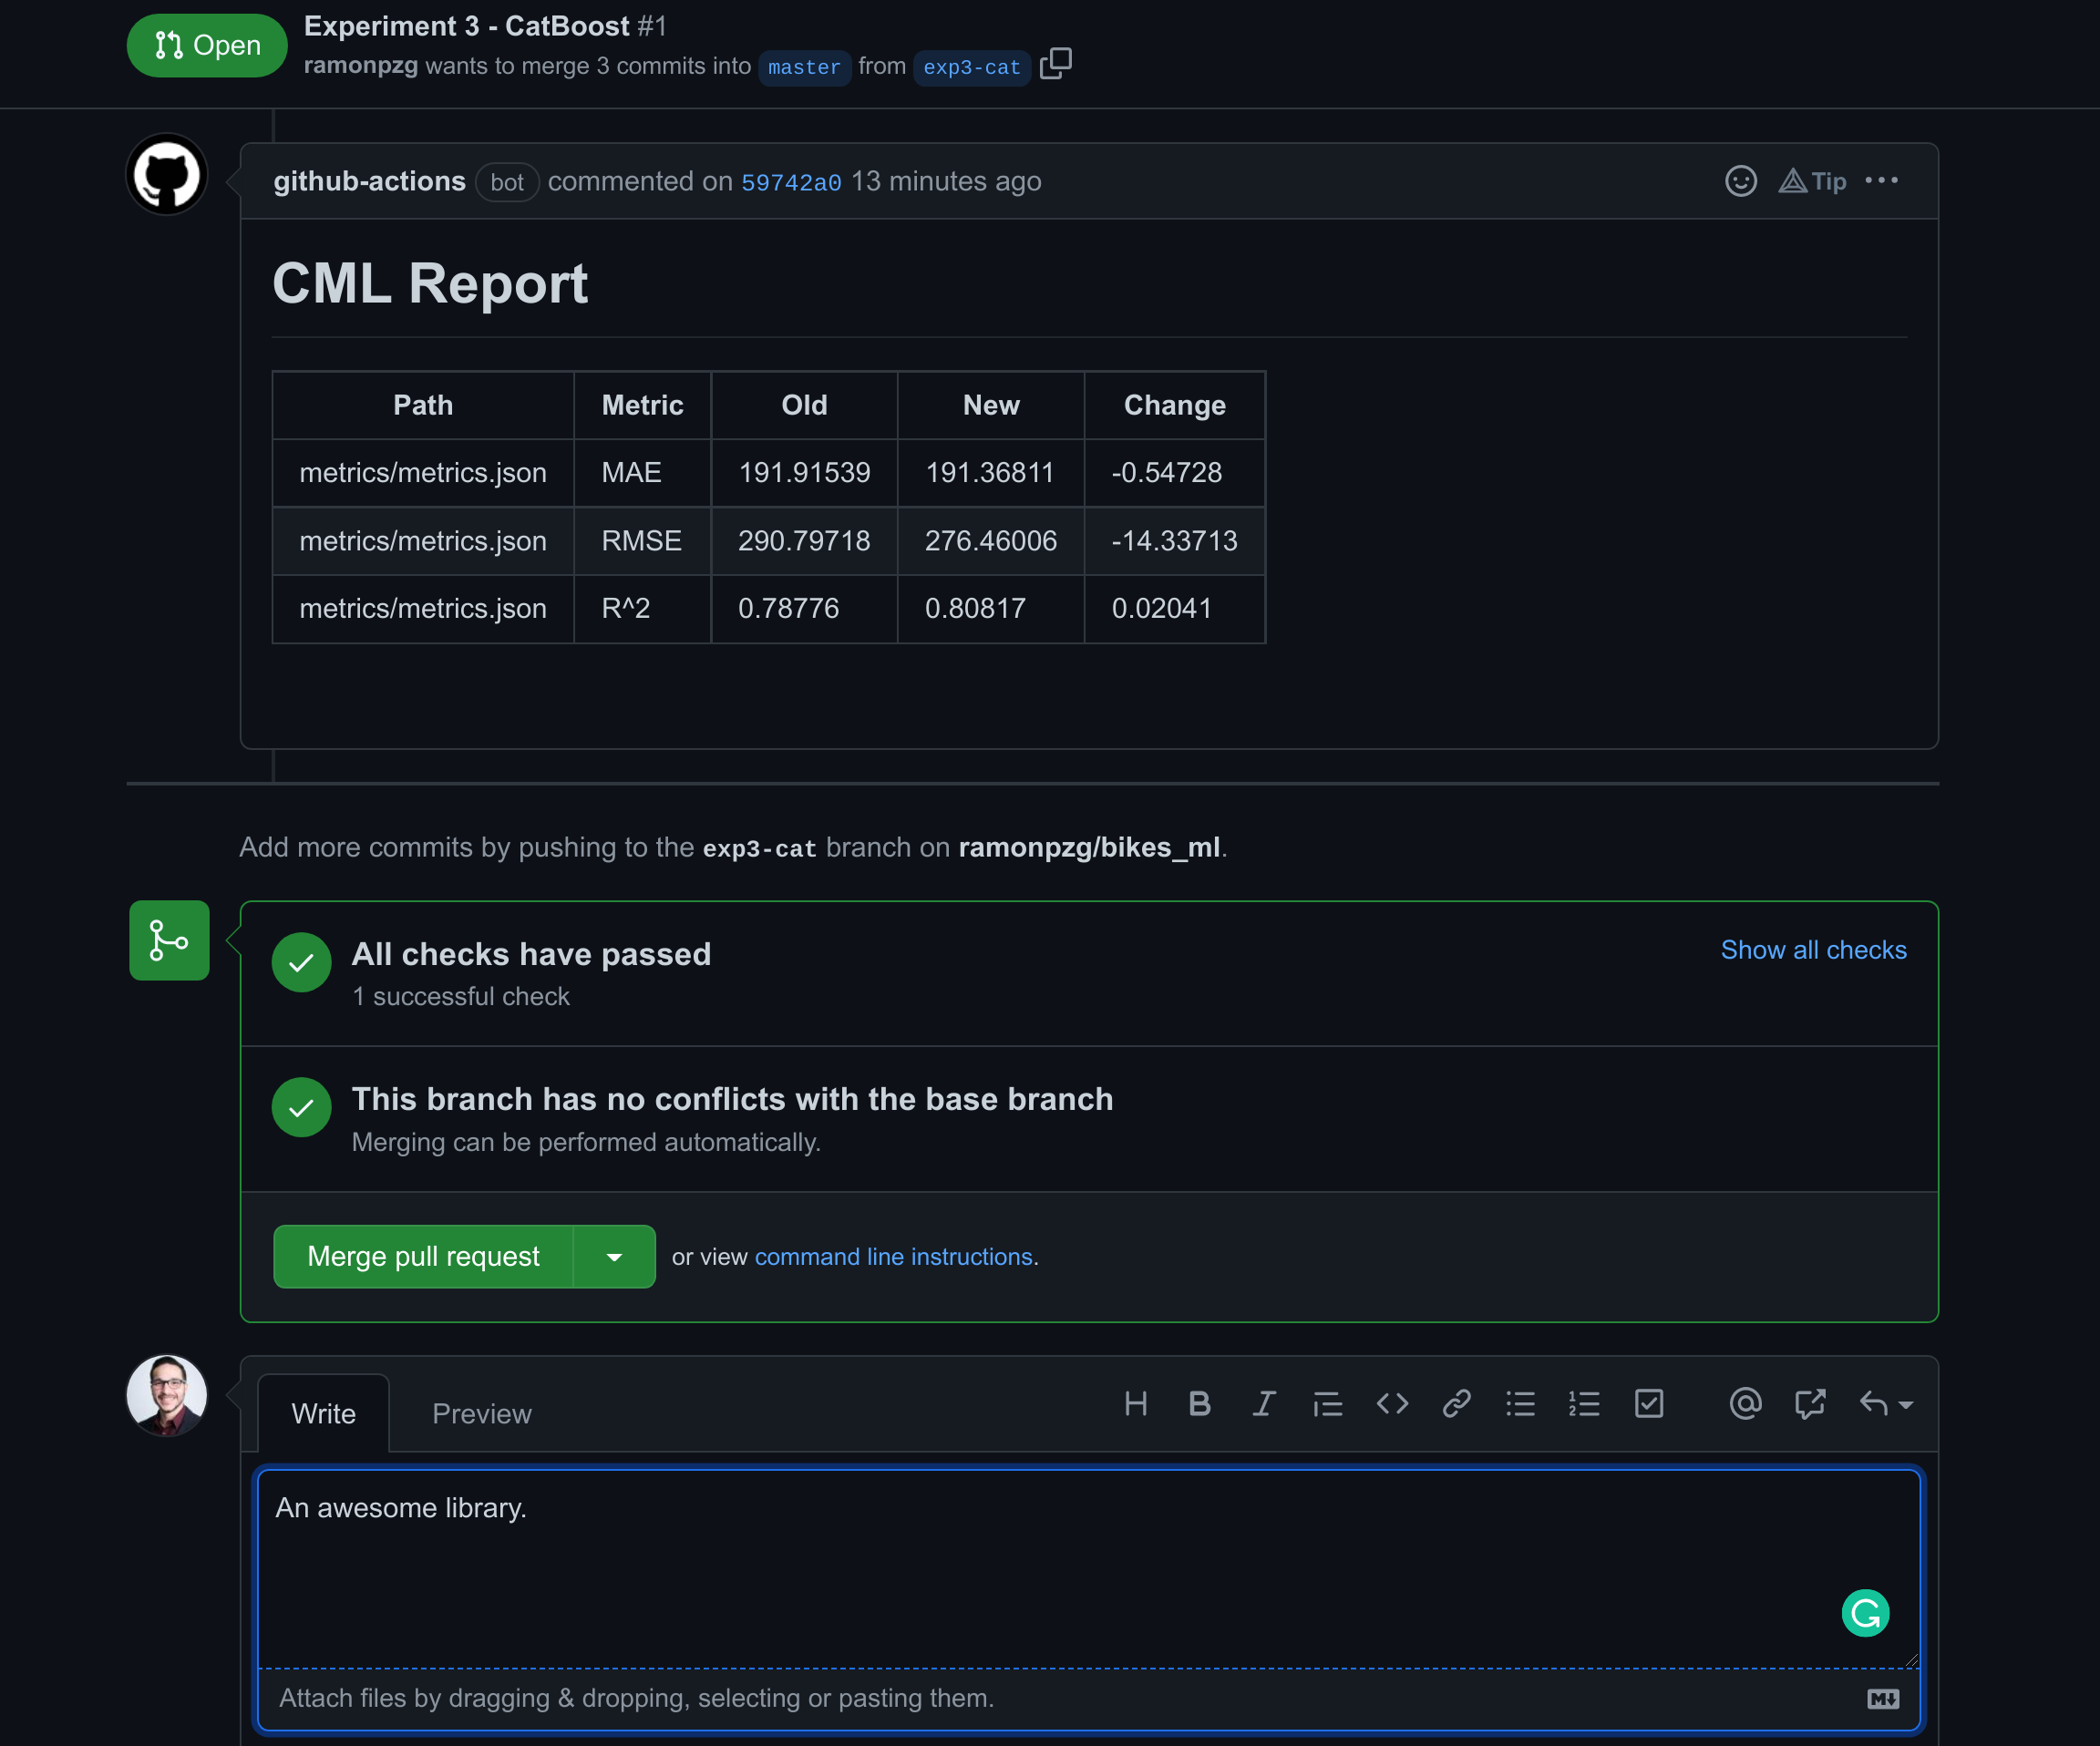 Open
Experiment 3 - CatBoost #1
ramonpzg wants to merge 3 commits into master from exp3-cat
github-actions bot commented on 59742a0 13 minutes ago
Tip
CML Report
Path Metric Old New Change
metrics/metrics.json MAE 191.91539 191.36811 -0.54728
metrics/metrics.json RMSE 290.79718 276.46006 -14.33713
metrics/metrics.json R^2 0.78776 0.80817 0.02041
Add more commits by pushing to the exp3-cat branch on ramonpzg/bikes_ml.
All checks have passed
Show all checks
1 successful check
This branch has no conflicts with the base branch
Merging can be performed automatically.
Merge pull request or view command line instructions.
Write Preview
An awesome library.
Attach files by dragging & dropping, selecting or pasting them.